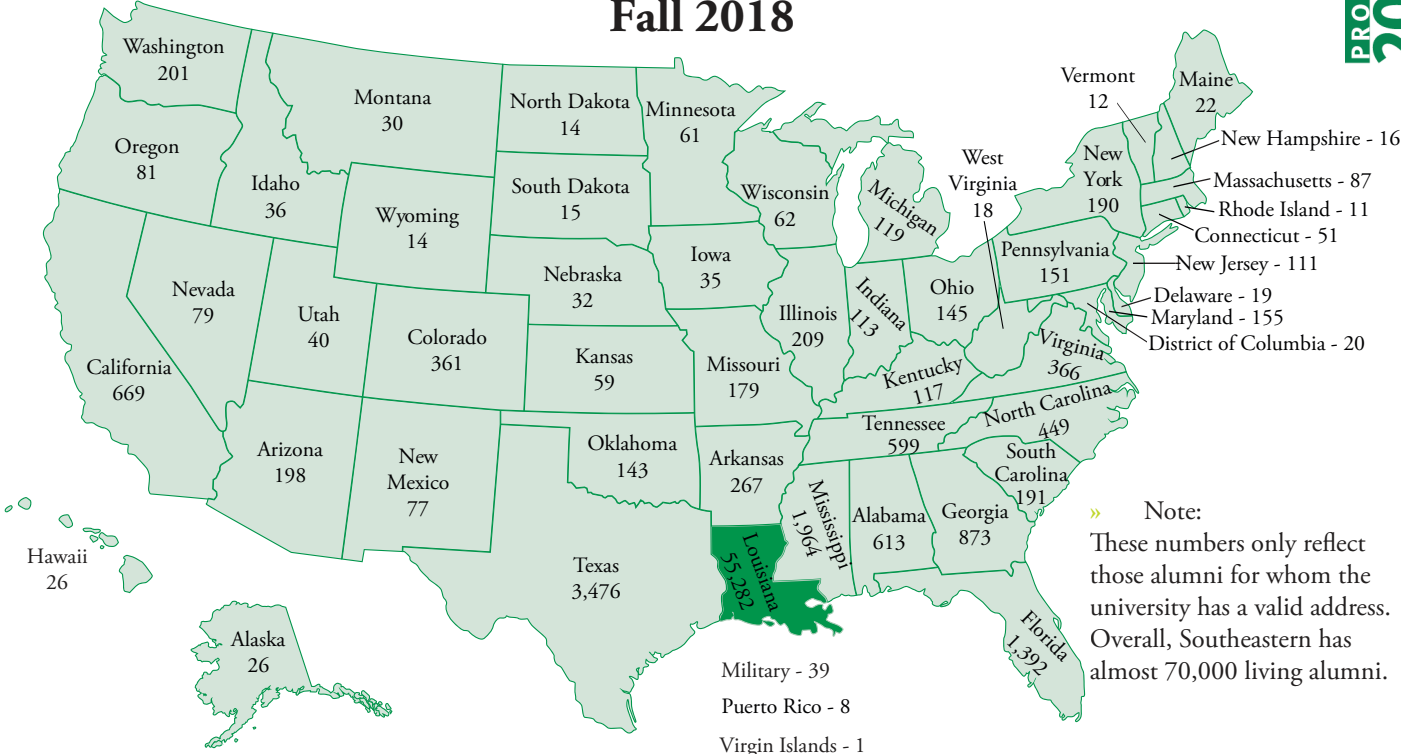 Fall 2018
PRO
20
Washington
201
Oregon
81
Idaho
36
Montana
30
North Dakota
14
Minnesota
61
South Dakota
15
Wyoming
14
Wisconsin
62
Michigan
119
Vermont
12
Maine
22
New Hampshire - 16
New
York
190
Massachusetts - 87
Rhode Island - 11
Connecticut - 51
West
Virginia
18
Pennsylvania
151
New Jersey - 111
Delaware - 19
Maryland - 155
District of Columbia - 20
Nevada
79
Utah
40
Colorado
361
Nebraska
32
Iowa
35
Illinois
209
Indiana
113
Ohio
145
Virginia
366
California
669
Kansas
59
Missouri
179
Kentucky
117
North Carolina
449
Tennessee
599
South
Carolina
191
Arizona
198
New
Mexico
77
Oklahoma
143
Arkansas
267
Mississippi
1,964
Alabama
613
Georgia
873
Texas
3,476
Louisiana
55,282
Florida
1,392
Hawaii
26
Alaska
26
Military - 39
Puerto Rico - 8
Virgin Islands - 1
» Note:
These numbers only reflect
those alumni for whom the
university has a valid address.
Overall, Southeastern has
almost 70,000 living alumni.